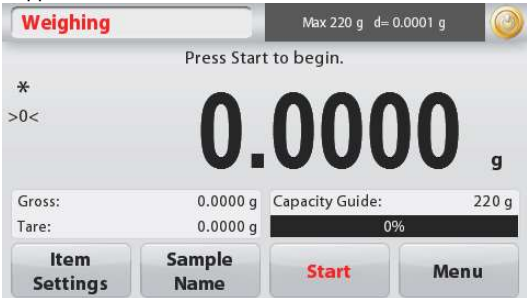 Weighing
Max 220 g d= 0.0001 g
Press Start to begin.
*
>0<
0.0000 g
Gross: 0.0000 g
Tare: 0.0000 g
Capacity Guide: 220 g
0%
Item Settings
Sample Name
Start
Menu